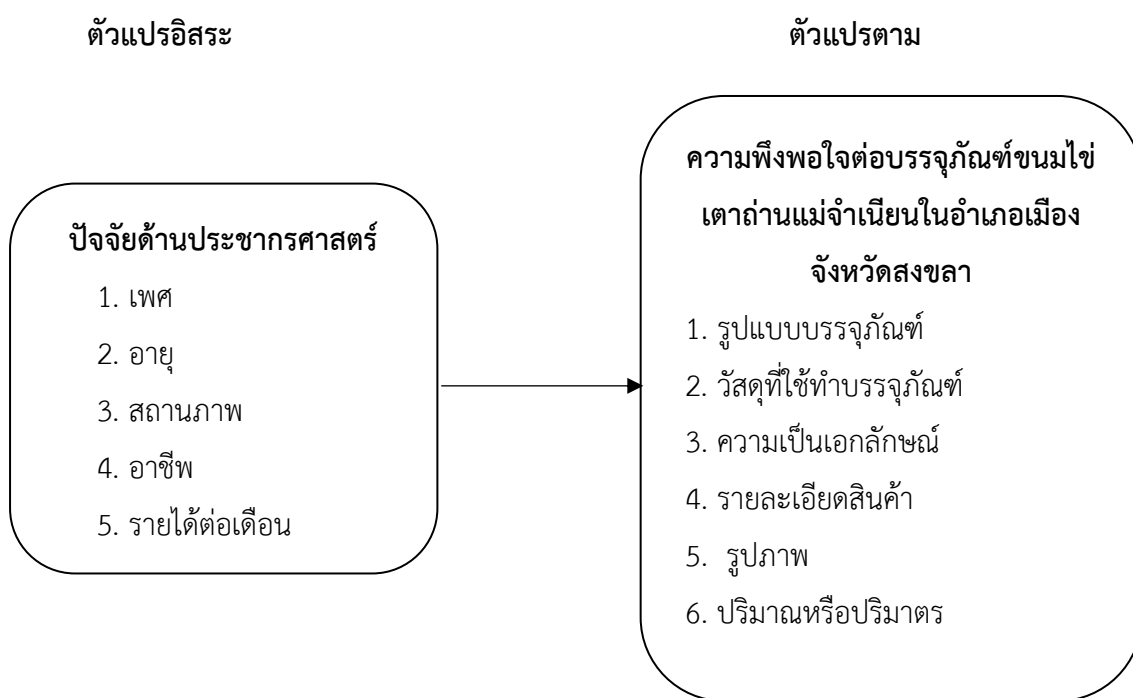 ตัวแปรอิสระ
ตัวแปรตาม
ปัจจัยด้านประชากรศาสตร์
1. เพศ
2. อายุ
3. สถานภาพ
4. อาชีพ
5. รายได้ต่อเดือน
ความพึงพอใจต่อบรรจุภัณฑ์ขนมไข่
เตาถ่านแม่จำเนียนในอำเภอเมือง
จังหวัดสงขลา
1. รูปแบบบรรจุภัณฑ์
2. วัสดุที่ใช้ทำบรรจุภัณฑ์
3. ความเป็นเอกลักษณ์
4. รายละเอียดสินค้า
5. รูปภาพ
6. ปริมาณหรือปริมาตร